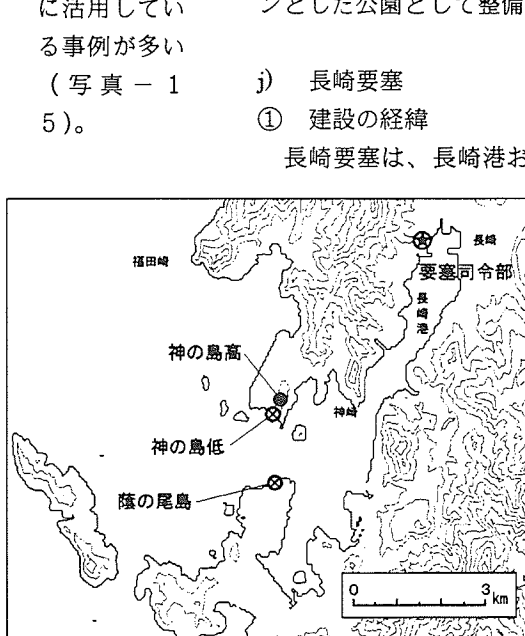 に活用してい
る事例が多い
(写真－１
５)。
ンとした公園として整備
j) 長崎要塞
① 建設の経緯
長崎要塞は、長崎港お
福田崎
長崎
要塞司令部
長崎港
神の島高
神崎
神の島低
蔭の尾島
0 3 km